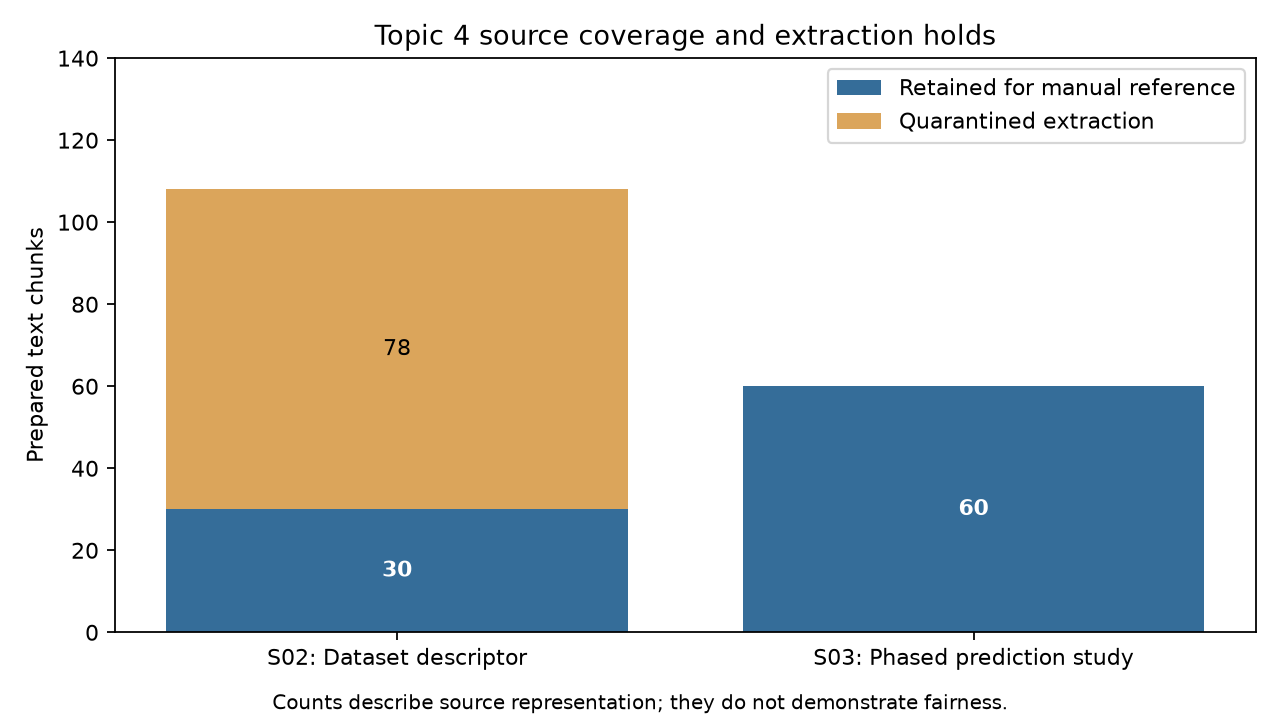 Topic 4 source coverage and extraction holds
Retained for manual reference
Quarantined extraction
Prepared text chunks
140
120
100
80
60
40
20
0
78
30
60
S02: Dataset descriptor
S03: Phased prediction study
Counts describe source representation; they do not demonstrate fairness.